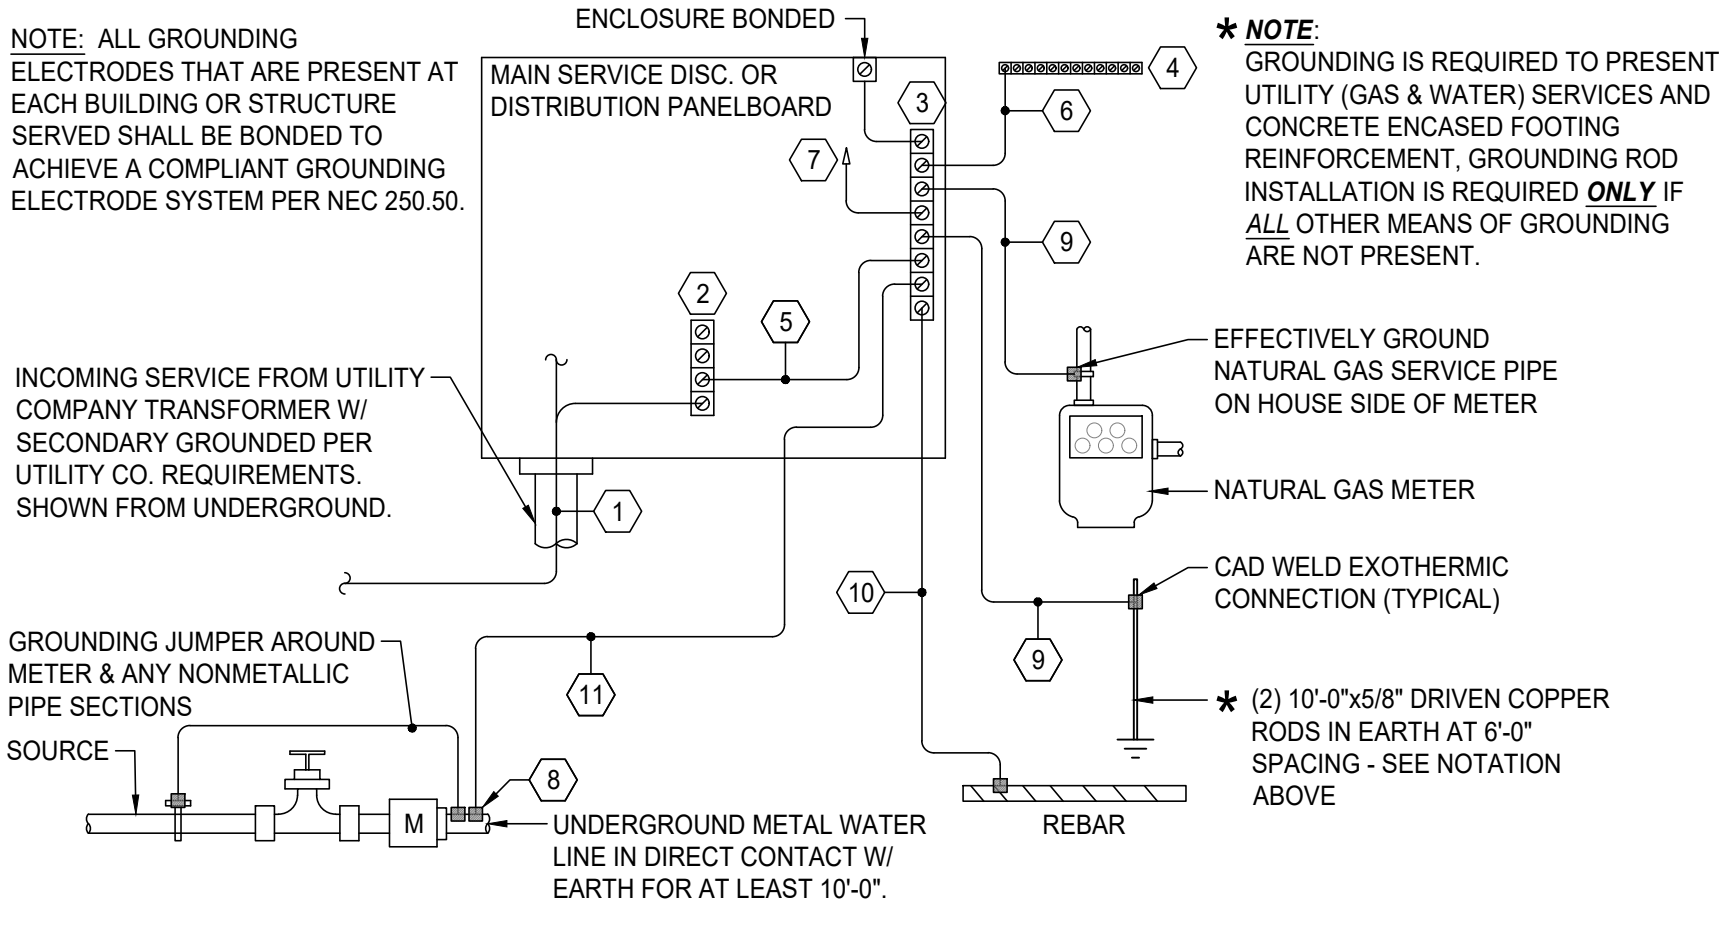 NOTE: ALL GROUNDING
ELECTRODES THAT ARE PRESENT AT
EACH BUILDING OR STRUCTURE
SERVED SHALL BE BONDED TO
ACHIEVE A COMPLIANT GROUNDING
ELECTRODE SYSTEM PER NEC 250.50.
ENCLOSURE BONDED
MAIN SERVICE DISC. OR
DISTRIBUTION PANELBOARD
3
4
6
7
9
2
5
* NOTE:
GROUNDING IS REQUIRED TO PRESENT
UTILITY (GAS & WATER) SERVICES AND
CONCRETE ENCASED FOOTING
REINFORCEMENT, GROUNDING ROD
INSTALLATION IS REQUIRED ONLY IF
ALL OTHER MEANS OF GROUNDING
ARE NOT PRESENT.
INCOMING SERVICE FROM UTILITY
COMPANY TRANSFORMER W/
SECONDARY GROUNDED PER
UTILITY CO. REQUIREMENTS.
SHOWN FROM UNDERGROUND.
1
EFFECTIVELY GROUND
NATURAL GAS SERVICE PIPE
ON HOUSE SIDE OF METER
NATURAL GAS METER
CAD WELD EXOTHERMIC
CONNECTION (TYPICAL)
10
9
11
GROUNDING JUMPER AROUND
METER & ANY NONMETALLIC
PIPE SECTIONS
SOURCE
8
M
UNDERGROUND METAL WATER
LINE IN DIRECT CONTACT W/
EARTH FOR AT LEAST 10'-0".
REBAR
* (2) 10'-0"x5/8" DRIVEN COPPER
RODS IN EARTH AT 6'-0"
SPACING - SEE NOTATION
ABOVE